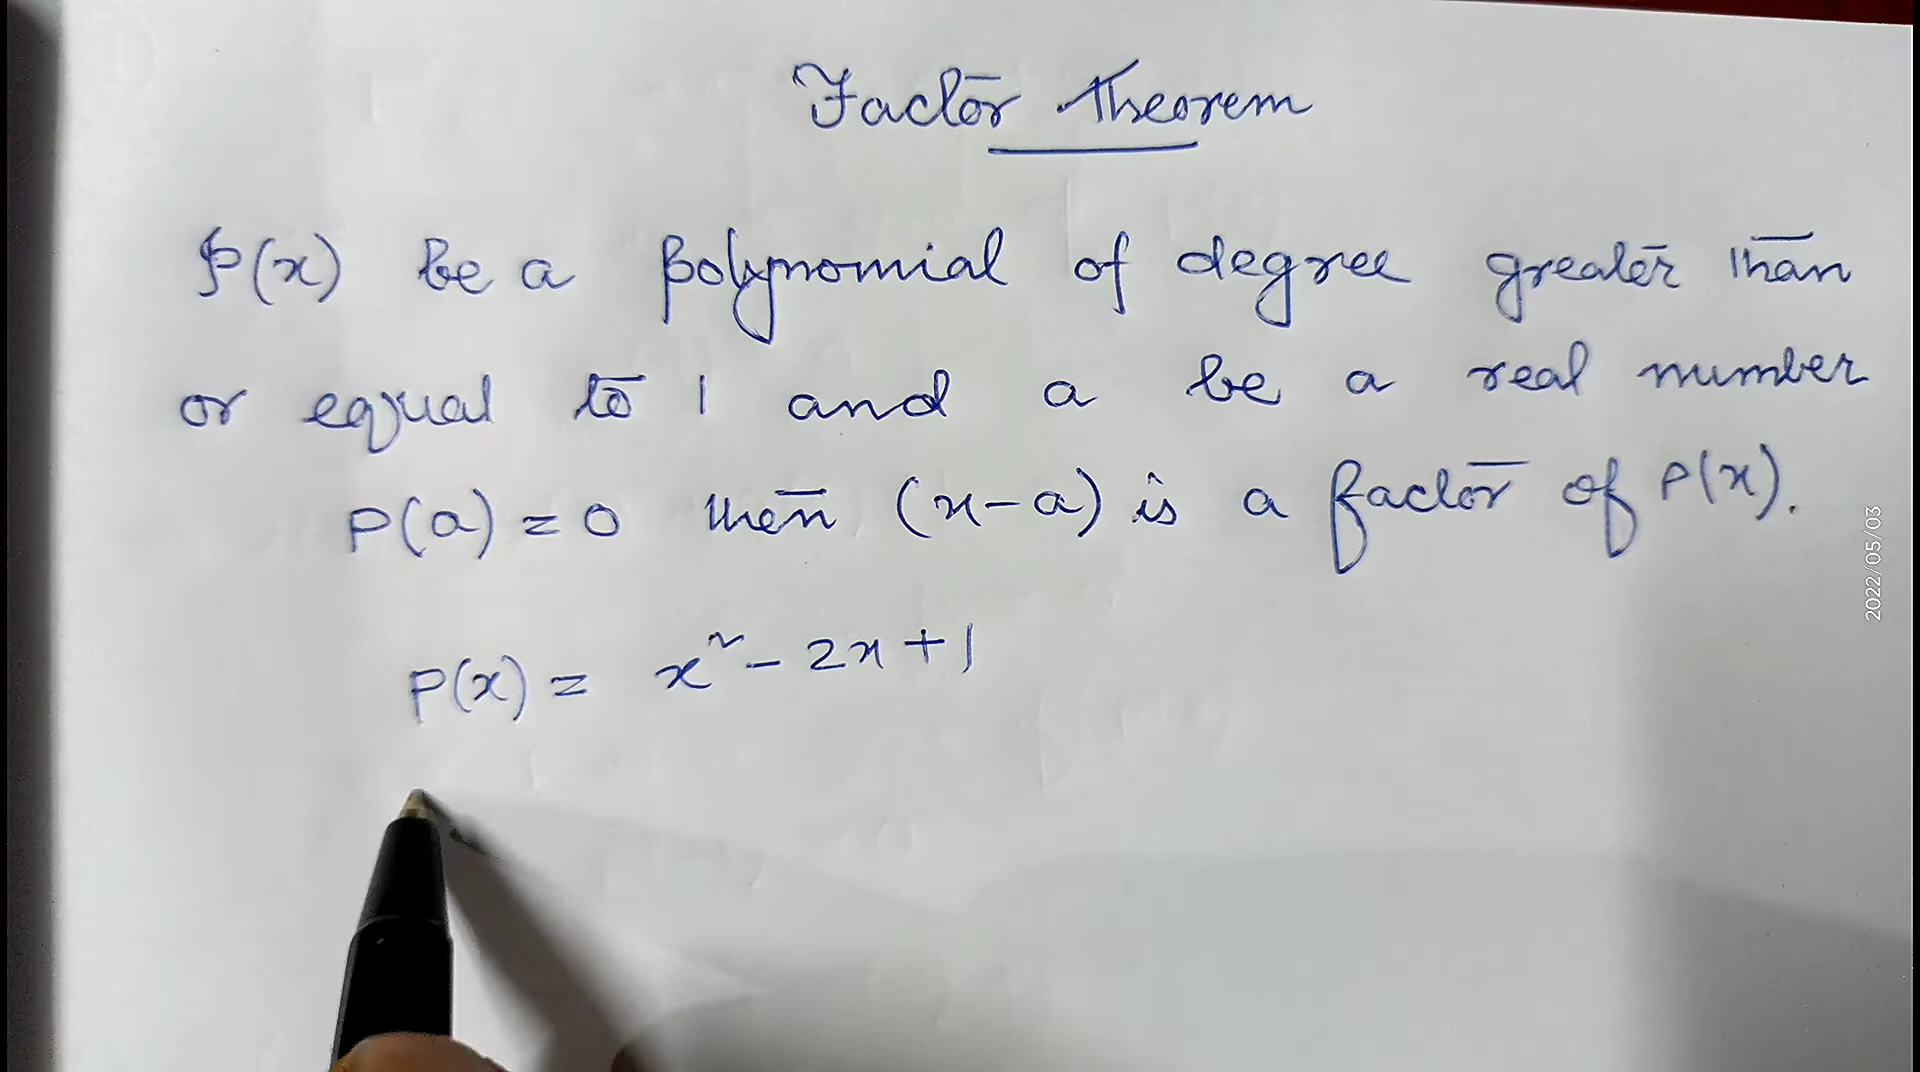 Factor Theorem
P(x) be a polynomial of degree greater than
or equal to 1 and a be a real number
P(a) = 0 then (x-a) is a factor of P(x).
P(x) = x² - 2x + 1
2022/05/03